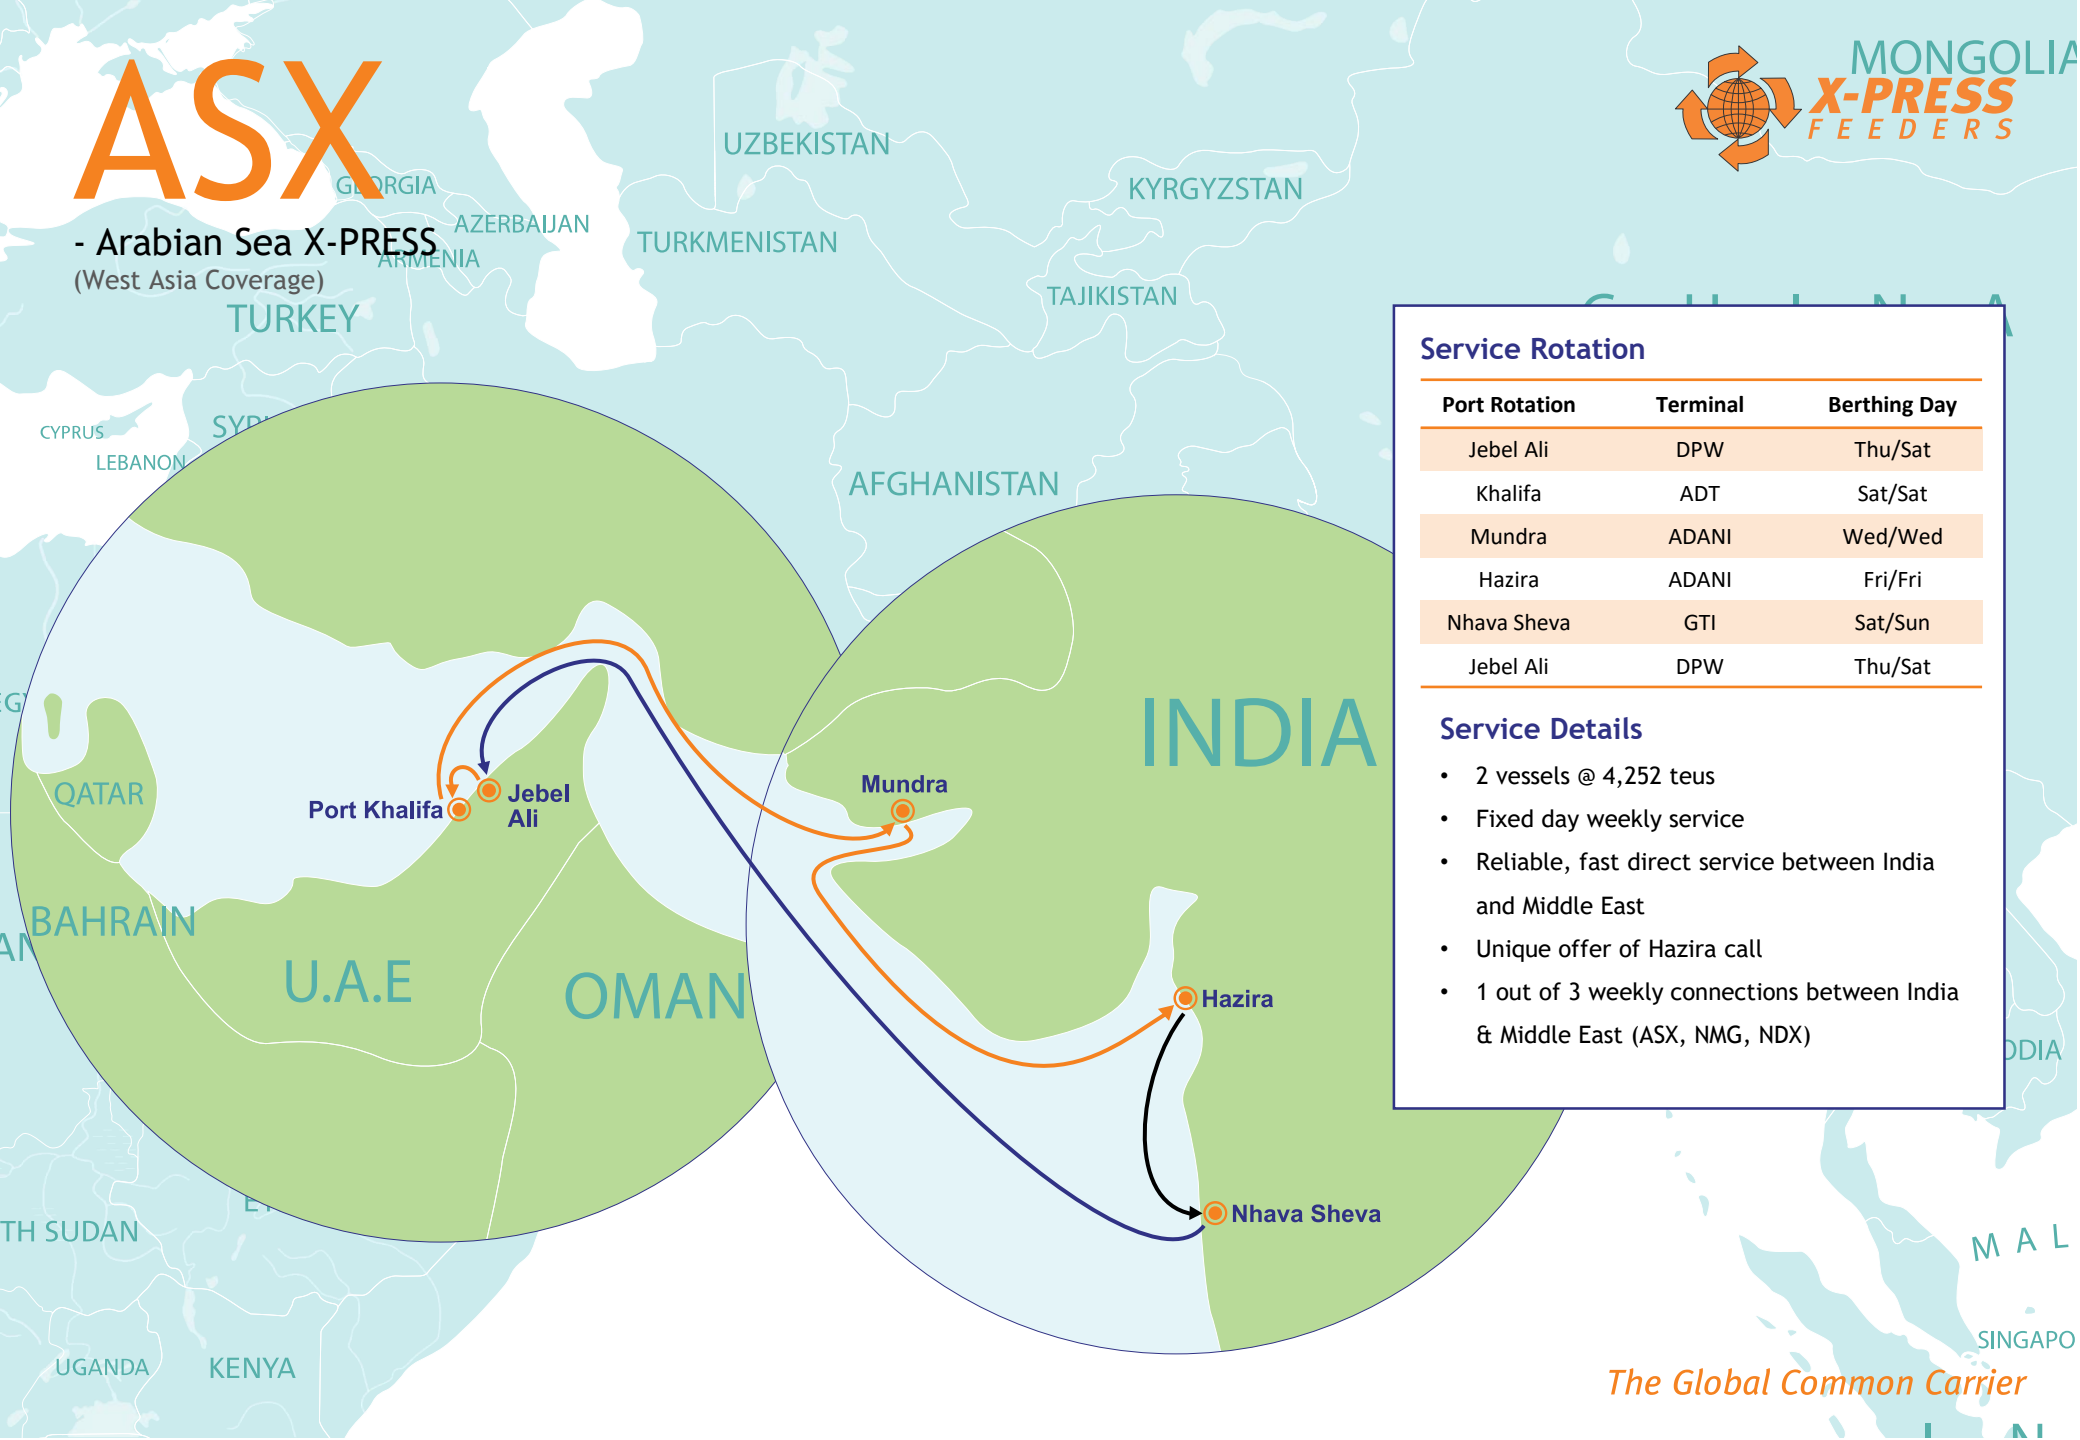 ASX
- Arabian Sea X-PRESS
(West Asia Coverage)
X-PRESS
FEEDERS
MONGOLIA
UZBEKISTAN
KYRGYZSTAN
GEORGIA
AZERBAIJAN
ARMENIA
TURKMENISTAN
TAJIKISTAN
TURKEY
CYPRUS
LEBANON
AFGHANISTAN
Service Rotation
Port Rotation Terminal Berthing Day
Jebel Ali DPW Thu/Sat
Khalifa ADT Sat/Sat
Mundra ADANI Wed/Wed
Hazira ADANI Fri/Fri
Nhava Sheva GTI Sat/Sun
Jebel Ali DPW Thu/Sat
Service Details
• 2 vessels @ 4,252 teus
• Fixed day weekly service
• Reliable, fast direct service between India
and Middle East
• Unique offer of Hazira call
• 1 out of 3 weekly connections between India
& Middle East (ASX, NMG, NDX)
INDIA
QATAR
Port Khalifa
Jebel
Ali
Mundra
BAHRAIN
U.A.E
OMAN
Hazira
Nhava Sheva
TH SUDAN
UGANDA
KENYA
ODIA
MAL
SINGAPO
The Global Common Carrier